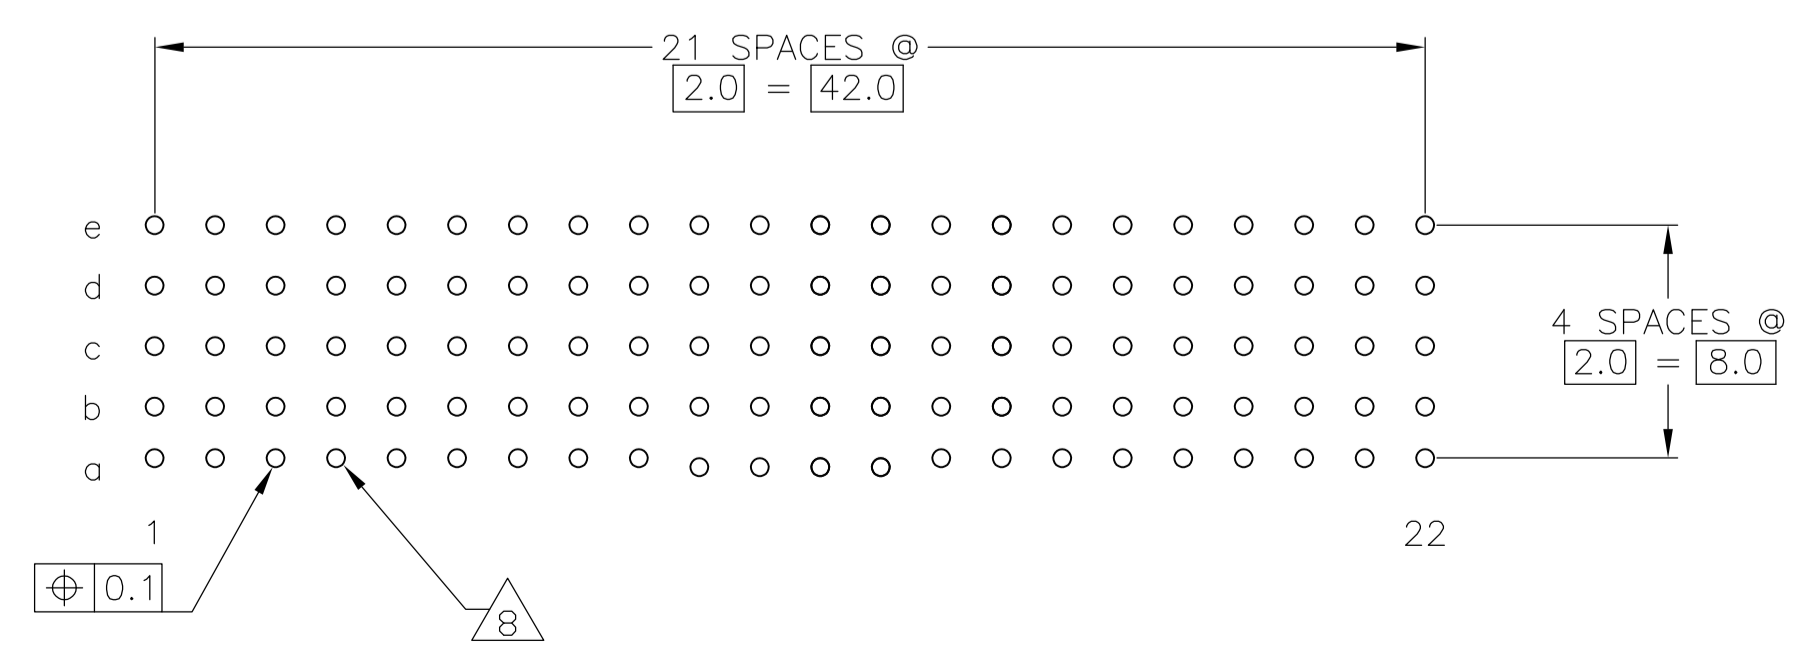 21 SPACES @
2.0 = 42.0
e
d
c
b
a
4 SPACES @
2.0 = 8.0
1
22
⌖ 0.1
8